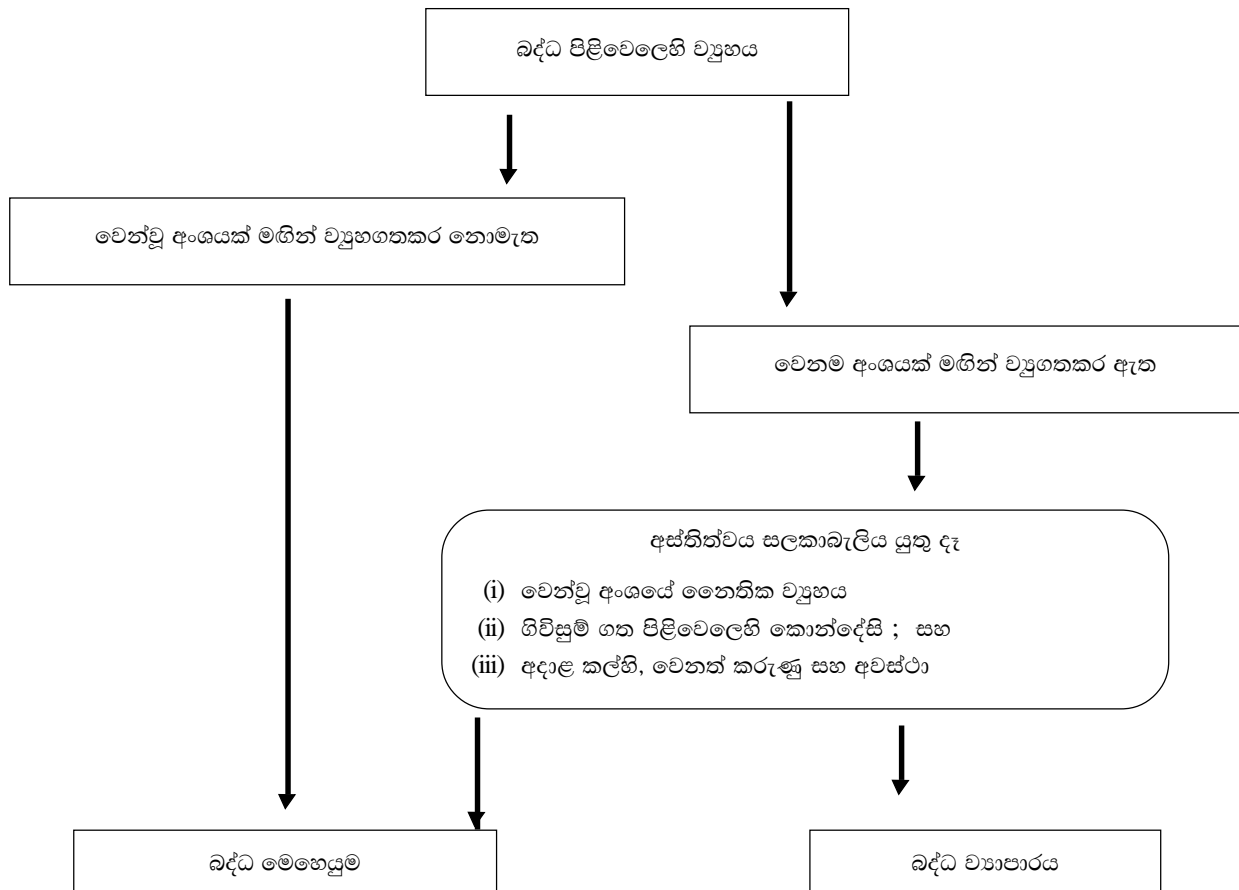 බද්ධ පිළිවෙලෙහි ව්‍යුහය
වෙන්වූ අංශයක් මඟින් ව්‍යුහගතකර නොමැත
වෙනම අංශයක් මඟින් ව්‍යුගතකර ඇත
අස්තිත්වය සලකාබැලිය යුතු දෑ
(i) වෙන්වූ අංශයේ නෛතික ව්‍යුහය
(ii) ගිවිසුම් ගත පිළිවෙලෙහි කොන්දේසි ; සහ
(iii) අදාළ කල්හි, වෙනත් කරුණු සහ අවස්ථා
බද්ධ මෙහෙයුම
බද්ධ ව්‍යාපාරය